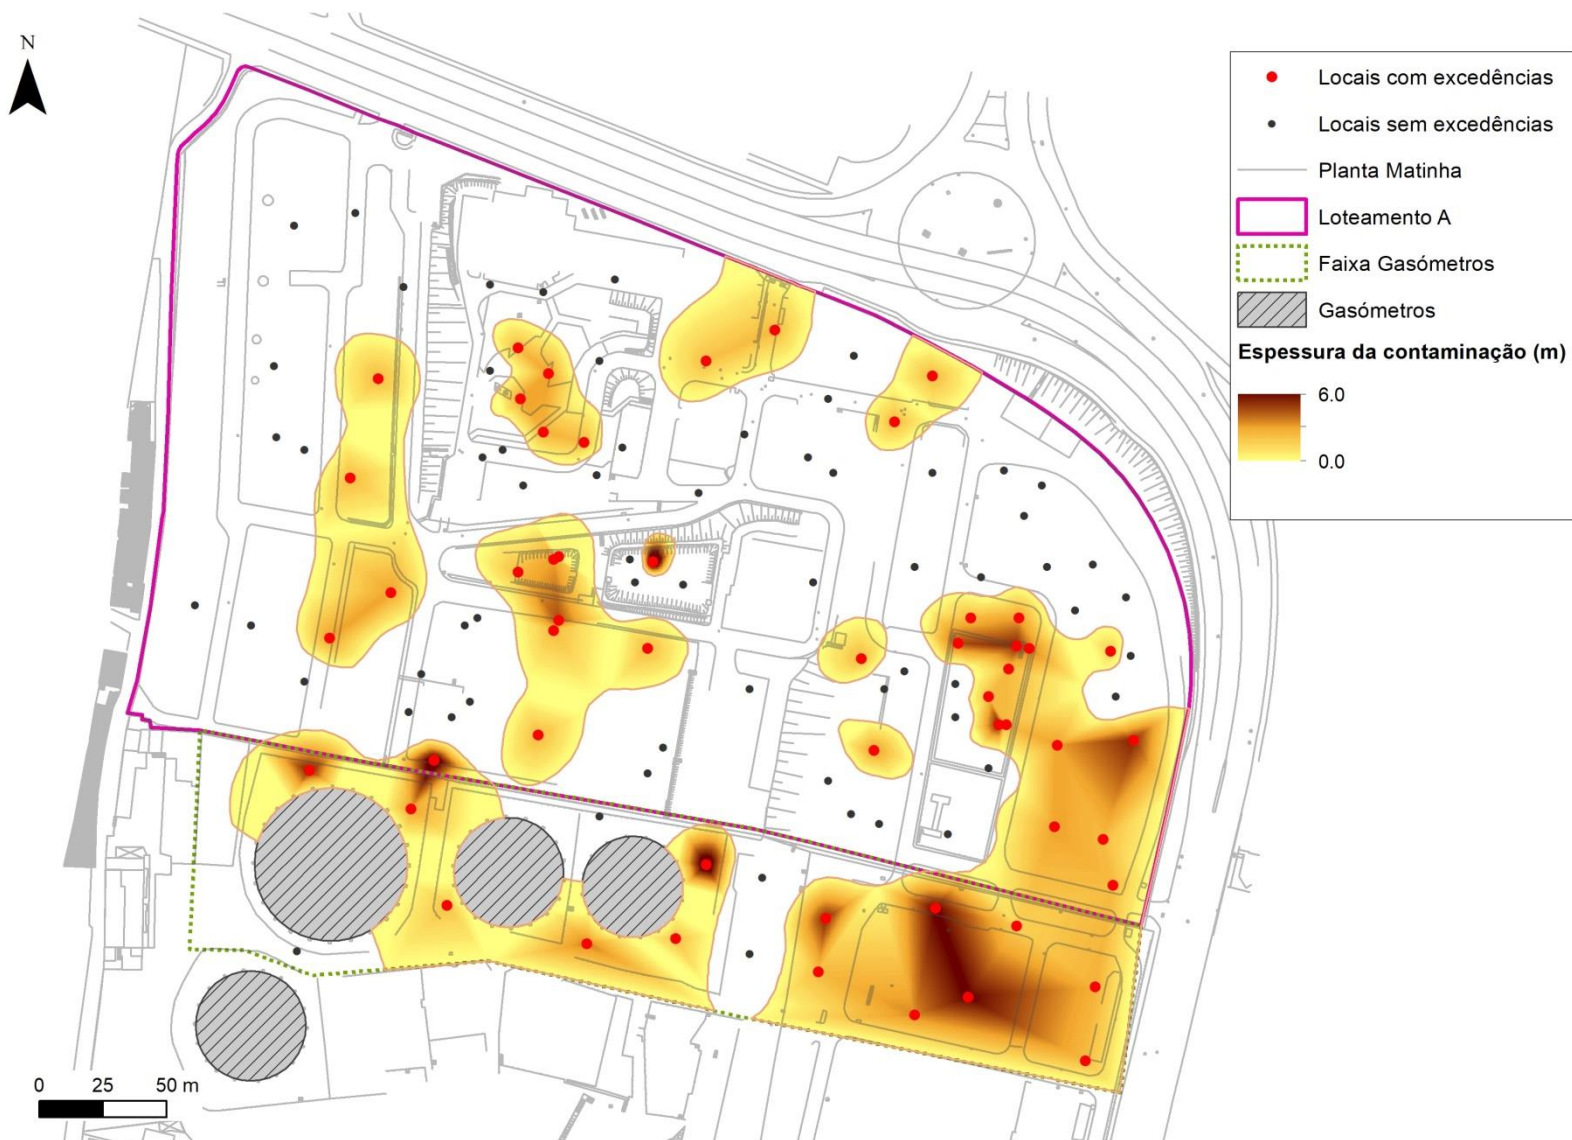 N
Locais com excedências
Locais sem excedências
Planta Matinha
Loteamento A
Faixa Gasómetros
Gasómetros
Espessura da contaminação (m)
6.0
0.0
0 25 50 m